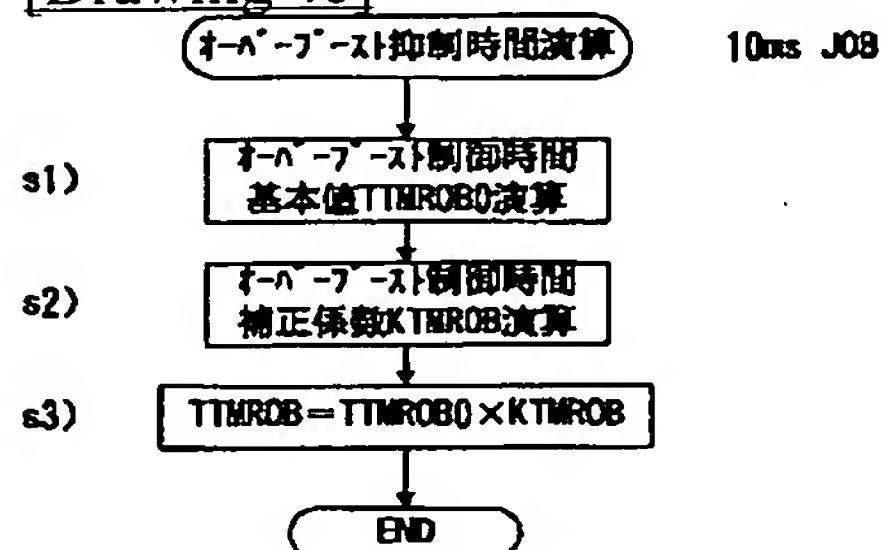 Drawing
オーバーブースト抑制時間演算
10ms JOB
s1)
オーバーブースト制御時間
基本値TTMROB0演算
s2)
オーバーブースト制御時間
補正係数KTMROB演算
s3)
TTMROB=TTMROB0×KTMROB
END